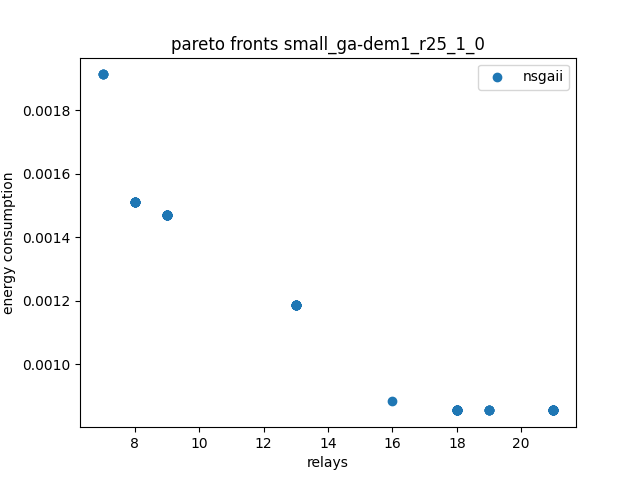 pareto fronts small_ga-dem1_r25_1_0
nsgaii
energy consumption
0.0018
0.0016
0.0014
0.0012
0.0010
8 10 12 14 16 18 20
relays